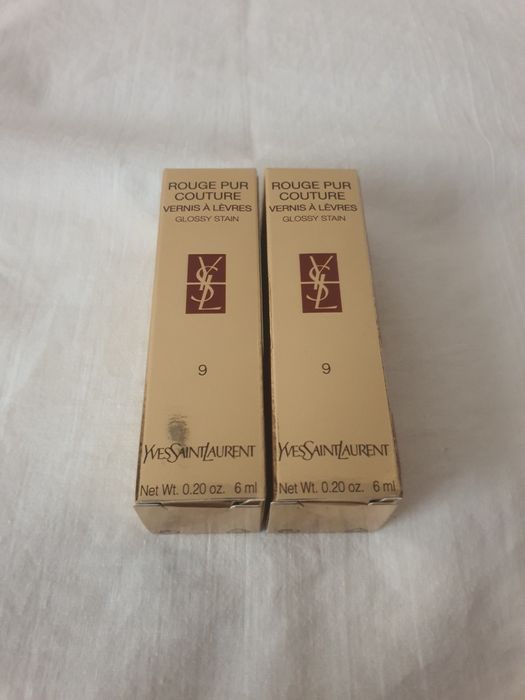 ROUGE PUR
COUTURE
VERNIS À LÈVRES
GLOSSY STAIN
YSL
9
YVESSAINTLAURENT
Net Wt. 0.20 oz. 6 ml
ROUGE PUR
COUTURE
VERNIS À LÈVRES
GLOSSY STAIN
YSL
9
YVESSAINTLAURENT
Net Wt. 0.20 oz. 6 ml